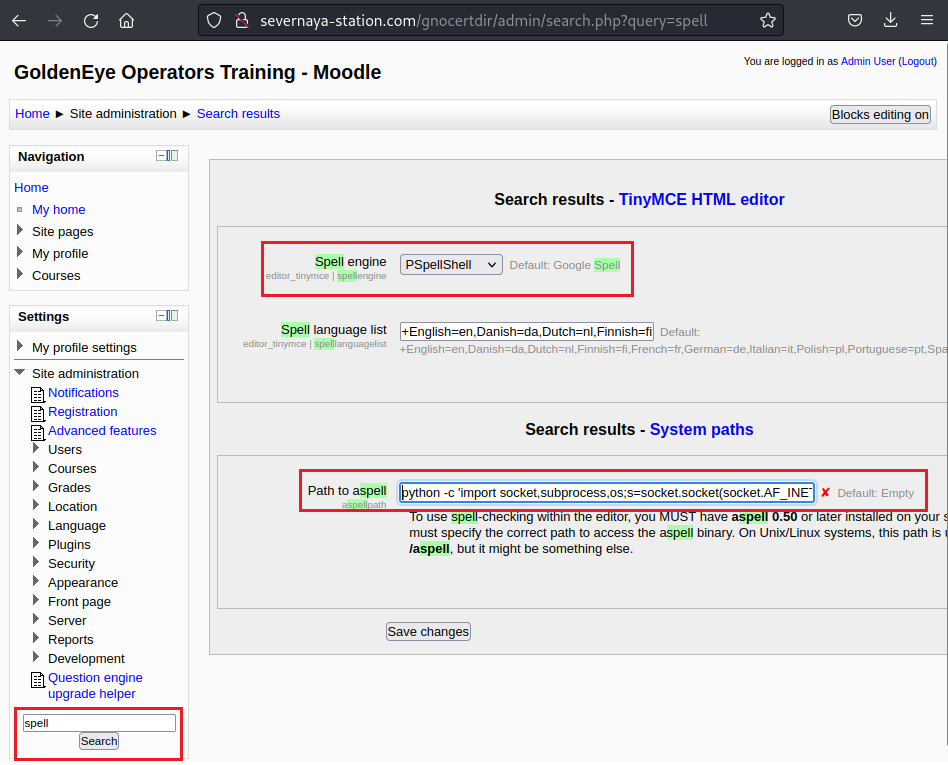 severnaya-station.com/gnocertdir/admin/search.php?query=spell
GoldenEye Operators Training - Moodle
You are logged in as Admin User (Logout)
Home ► Site administration ► Search results
Blocks editing on
Navigation
Home
My home
Site pages
My profile
Courses
Settings
My profile settings
Site administration
Notifications
Registration
Advanced features
Users
Courses
Grades
Location
Language
Plugins
Security
Appearance
Front page
Server
Reports
Development
Question engine
upgrade helper
spell
Search
Search results - TinyMCE HTML editor
Spell engine
editor_tinymce | spellengine
PSpellShell
Default: Google Spell
Spell language list
editor_tinymce | spelllanguagelist
+English=en,Danish=da,Dutch=nl,Finnish=fi
Default:
+English=en,Danish=da,Dutch=nl,Finnish=fi,French=fr,German=de,Italian=it,Polish=pl,Portuguese=pt,Spa
Search results - System paths
Path to aspell
aspellpath
python -c 'import socket,subprocess,os;s=socket.socket(socket.AF_INET
✘ Default: Empty
To use spell-checking within the editor, you MUST have aspell 0.50 or later installed on your s
must specify the correct path to access the aspell binary. On Unix/Linux systems, this path is
/aspell, but it might be something else.
Save changes